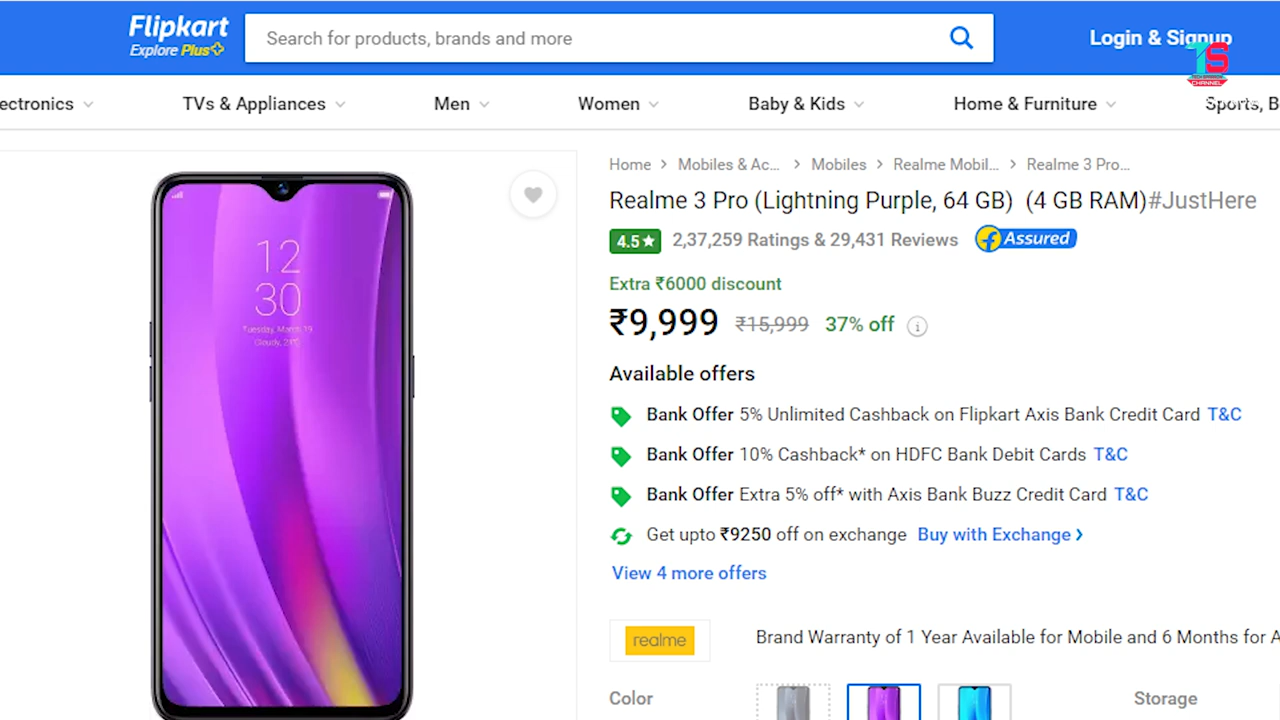 Flipkart
Explore Plus
Search for products, brands and more
Login & Signup
TS
CHANNEL
ectronics
TVs & Appliances
Men
Women
Baby & Kids
Home & Furniture
Sports, B
Home > Mobiles & Ac... > Mobiles > Realme Mobil... > Realme 3 Pro...
Realme 3 Pro (Lightning Purple, 64 GB) (4 GB RAM)#JustHere
4.5★ 2,37,259 Ratings & 29,431 Reviews Assured
Extra ₹6000 discount
₹9,999 ₹15,999 37% off
Available offers
Bank Offer 5% Unlimited Cashback on Flipkart Axis Bank Credit Card T&C
Bank Offer 10% Cashback* on HDFC Bank Debit Cards T&C
Bank Offer Extra 5% off* with Axis Bank Buzz Credit Card T&C
Get upto ₹9250 off on exchange Buy with Exchange ›
View 4 more offers
realme
Brand Warranty of 1 Year Available for Mobile and 6 Months for A
Color
Storage
12
30
Tuesday, March 19